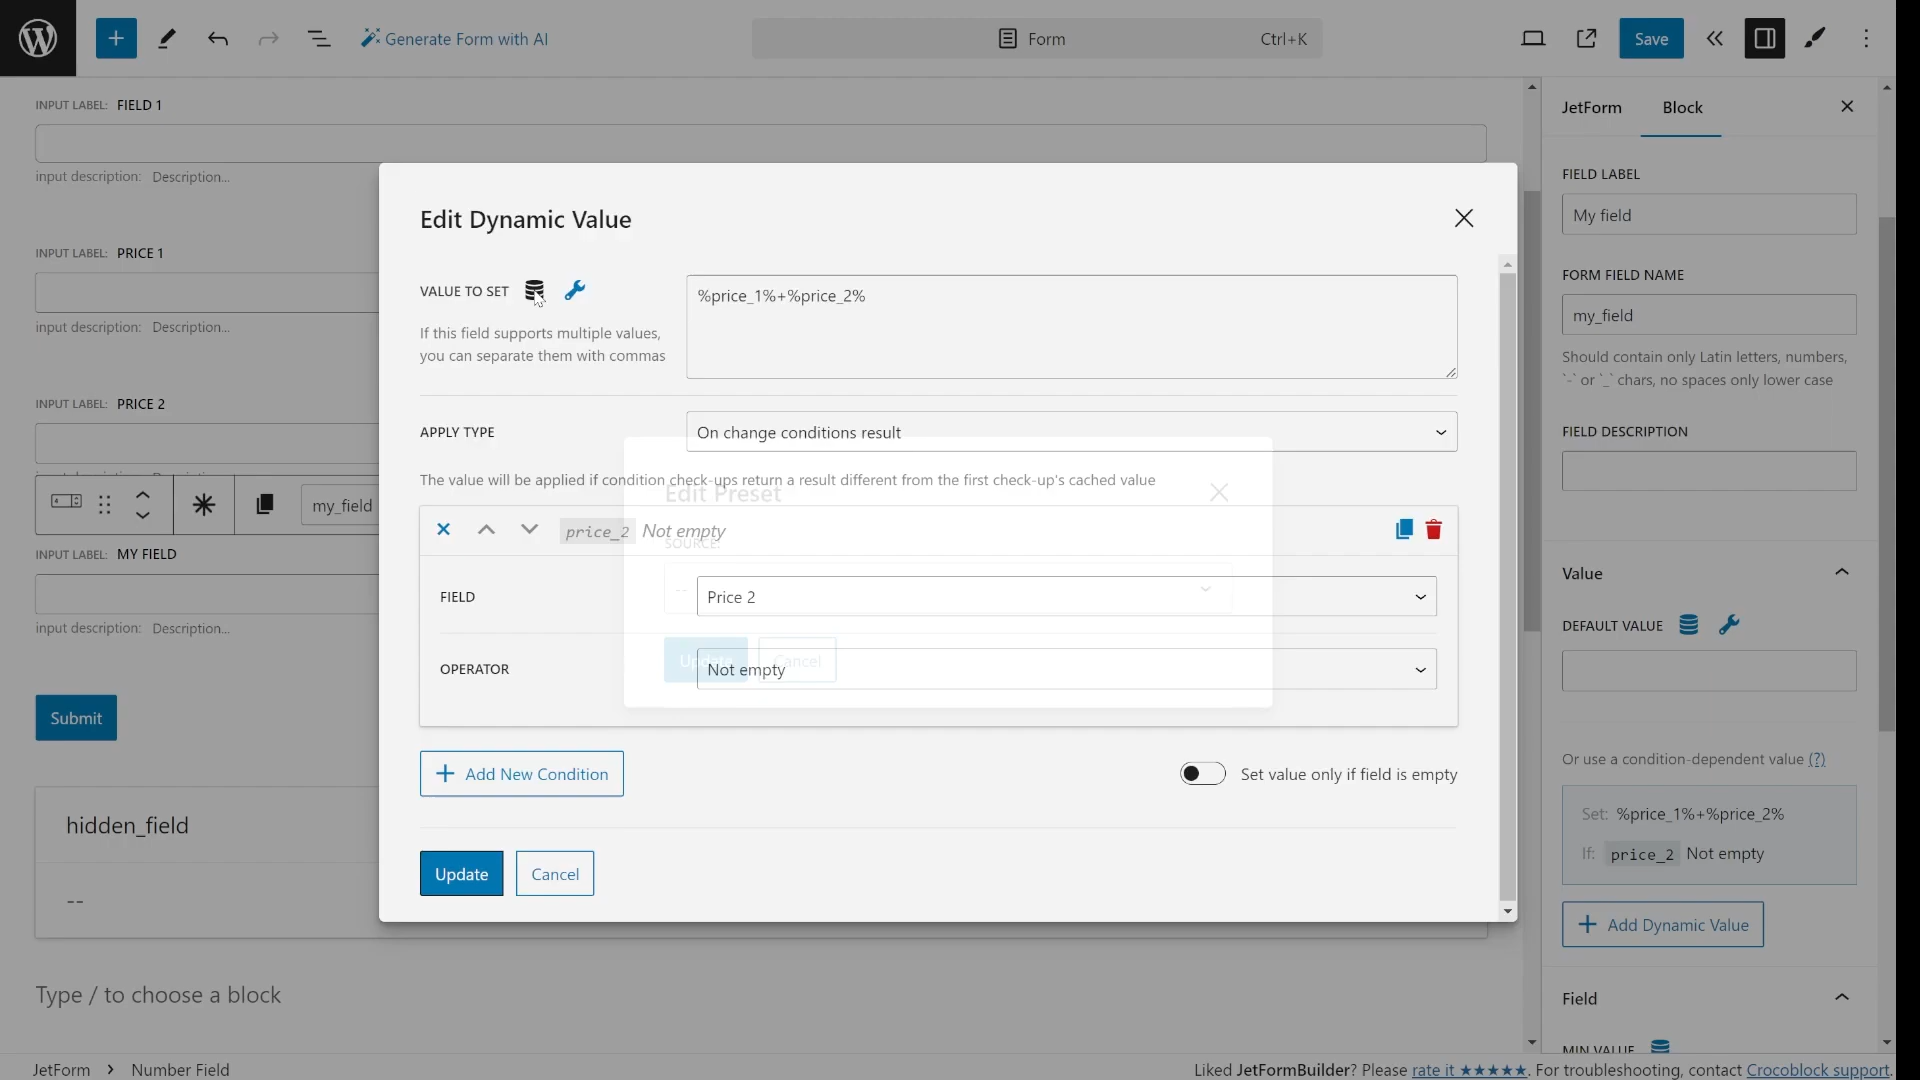 Generate Form with AI
Form
Ctrl+K
Save
INPUT LABEL: FIELD 1
input description: Description...
INPUT LABEL: PRICE 1
input description: Description...
INPUT LABEL: PRICE 2
my_field
INPUT LABEL: MY FIELD
input description: Description...
Submit
hidden_field
--
Type / to choose a block
Edit Dynamic Value
VALUE TO SET
%price_1%+%price_2%
If this field supports multiple values,
you can separate them with commas
APPLY TYPE
On change conditions result
The value will be applied if condition check-ups return a result different from the first check-up's cached value
Edit Preset
price_2 Not empty
SOURCE:
--
FIELD
Price 2
Update
Cancel
OPERATOR
Not empty
Add New Condition
Set value only if field is empty
Update
Cancel
JetForm
Block
FIELD LABEL
My field
FORM FIELD NAME
my_field
Should contain only Latin letters, numbers,
`-` or `_` chars, no spaces only lower case
FIELD DESCRIPTION
Value
DEFAULT VALUE
Or use a condition-dependent value (?)
Set: %price_1%+%price_2%
If: price_2 Not empty
Add Dynamic Value
Field
MIN VALUE
JetForm > Number Field
Liked JetFormBuilder? Please rate it ★★★★★. For troubleshooting, contact Crocoblock support.